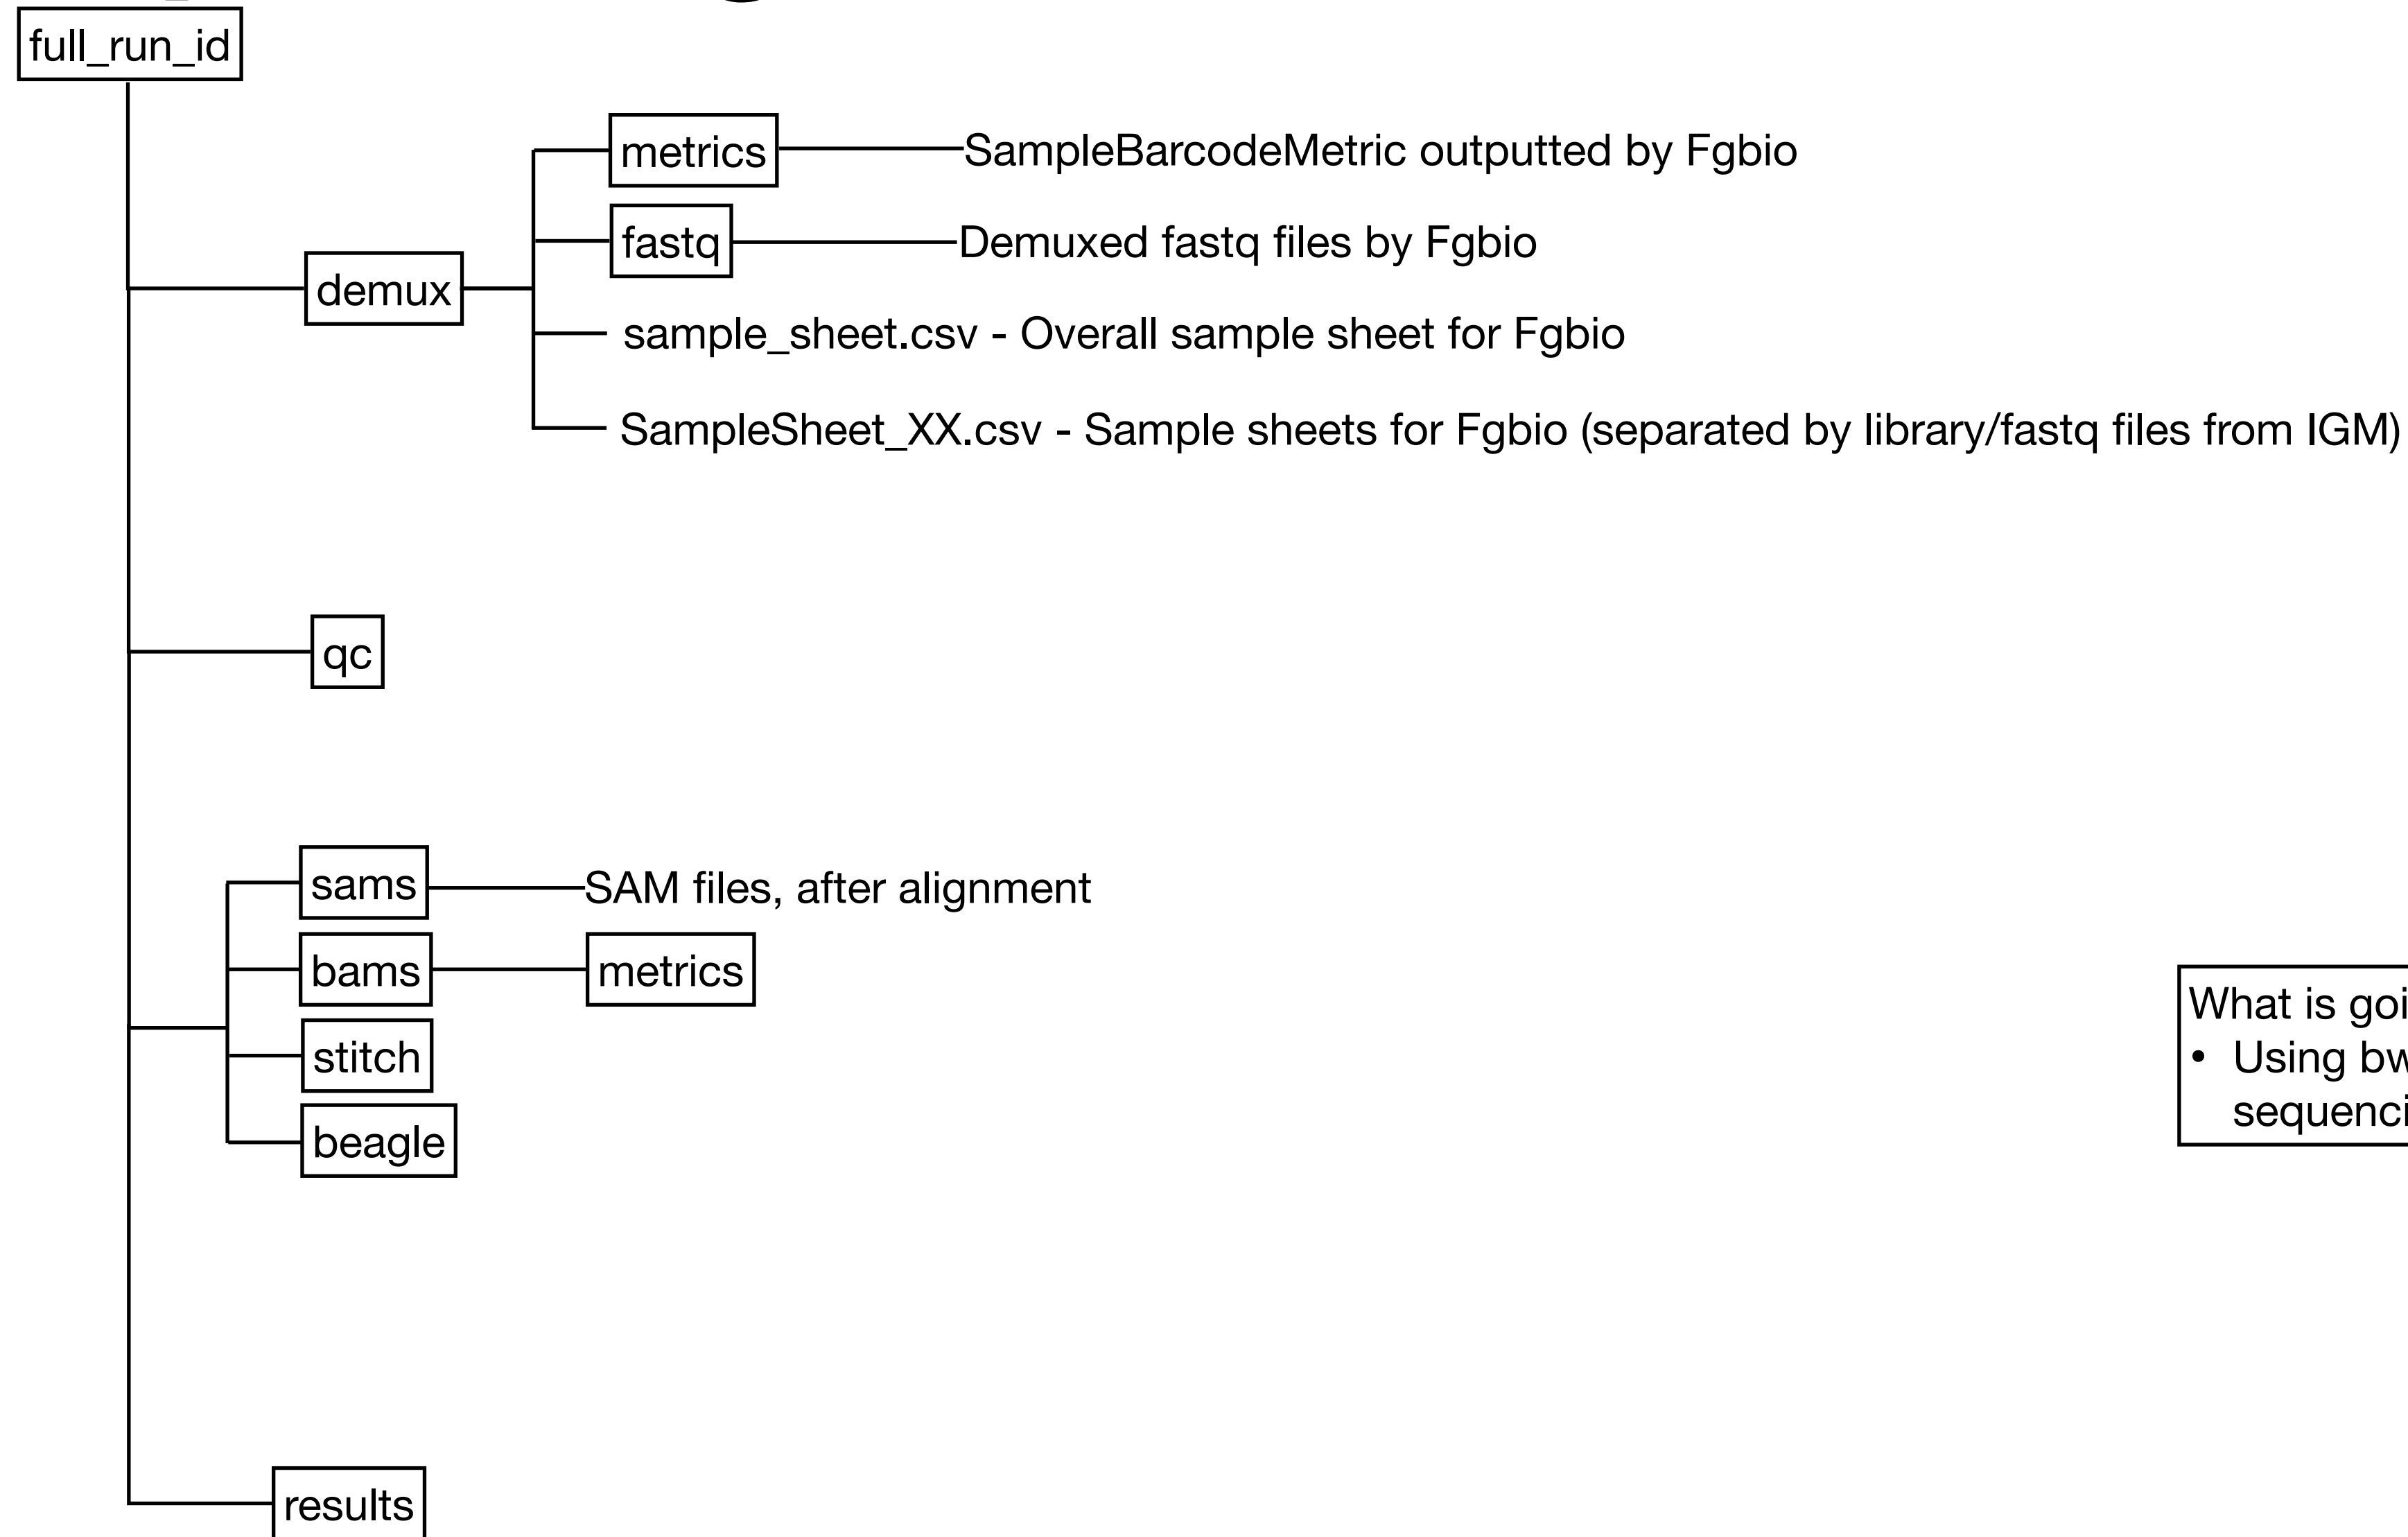 full_run_id
metrics
SampleBarcodeMetric outputted by Fgbio
fastq
Demuxed fastq files by Fgbio
demux
sample_sheet.csv - Overall sample sheet for Fgbio
SampleSheet_XX.csv - Sample sheets for Fgbio (separated by library/fastq files from IGM)
qc
sams
SAM files, after alignment
bams
metrics
stitch
beagle
What is
• Using
results